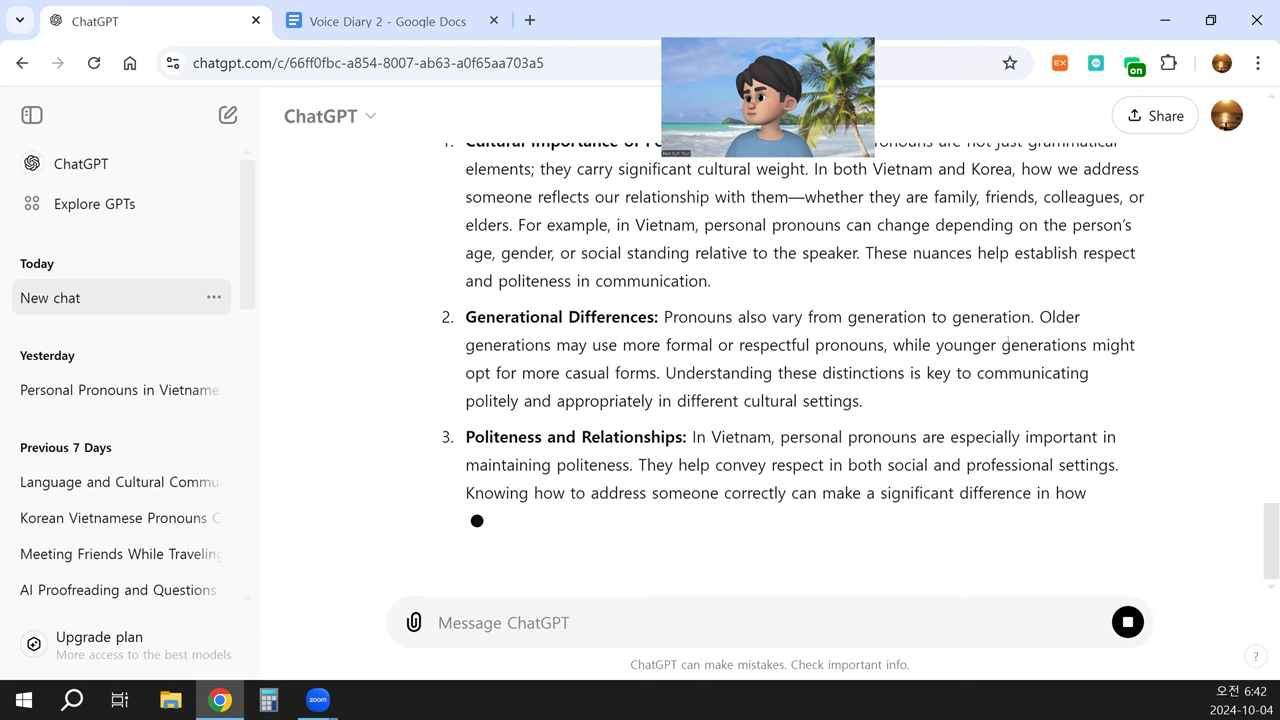 ChatGPT
Voice Diary 2 - Google Docs
chatgpt.com/c/66ff0fbc-a854-8007-ab63-a0f65aa703a5
EX
on
ChatGPT
Share
ChatGPT
Explore GPTs
Today
New chat
Yesterday
Personal Pronouns in Vietname
Previous 7 Days
Language and Cultural Commu
Korean Vietnamese Pronouns C
Meeting Friends While Traveling
AI Proofreading and Questions
Upgrade plan
More access to the best models
1. Cultural Importance of ronouns are not just grammatical
elements; they carry significant cultural weight. In both Vietnam and Korea, how we address
someone reflects our relationship with them—whether they are family, friends, colleagues, or
elders. For example, in Vietnam, personal pronouns can change depending on the person's
age, gender, or social standing relative to the speaker. These nuances help establish respect
and politeness in communication.
2. Generational Differences: Pronouns also vary from generation to generation. Older
generations may use more formal or respectful pronouns, while younger generations might
opt for more casual forms. Understanding these distinctions is key to communicating
politely and appropriately in different cultural settings.
3. Politeness and Relationships: In Vietnam, personal pronouns are especially important in
maintaining politeness. They help convey respect in both social and professional settings.
Knowing how to address someone correctly can make a significant difference in how
Message ChatGPT
ChatGPT can make mistakes. Check important info.
?
zoom
오전 6:42
2024-10-04